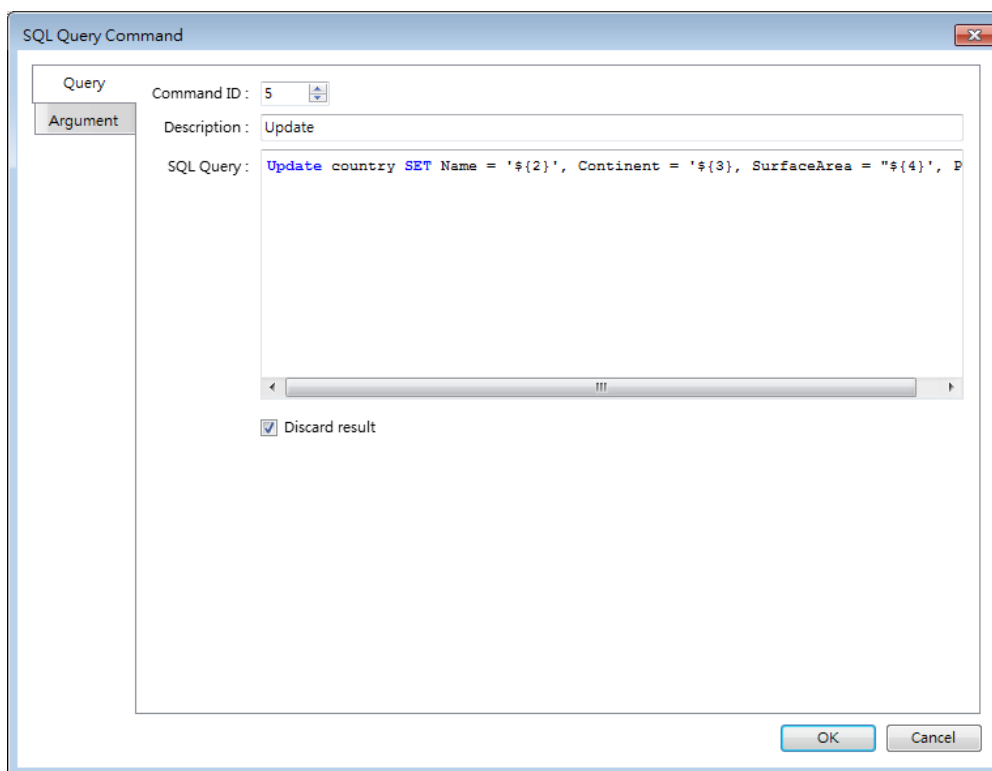 SQL Query Command
Query
Argument
Command ID : 5
Description : Update
SQL Query : Update country SET Name = '${2}', Continent = '${3}, SurfaceArea = "${4}', P
Discard result
OK Cancel